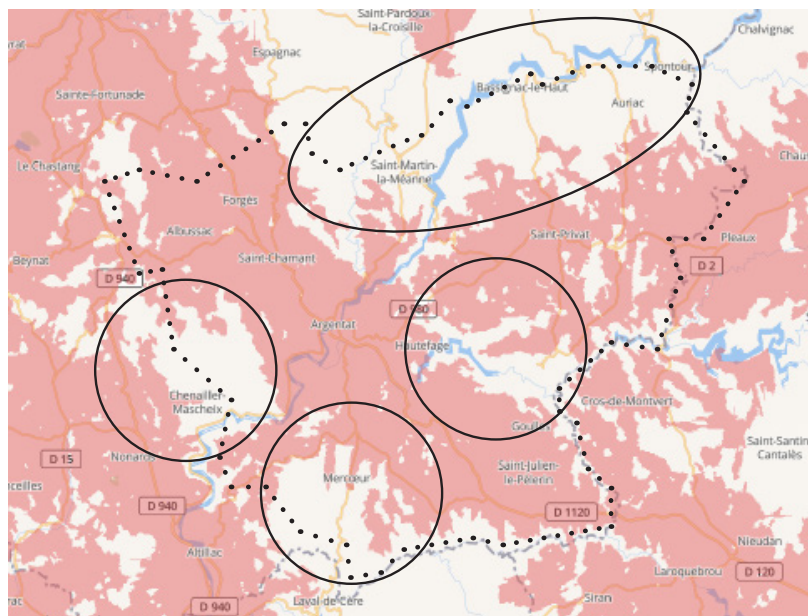 Saint-Pardoux
la-Croisille
Chalvignac
Espagnac
Spontour
Bassignac-le-Haut
Sainte-Fortunade
Auriac
Saint-Martin
la-Méanne
Le Chastang
Forgès
Albussac
Saint-Privat
Pleaux
Beynat
Saint-Chamant
D 940
D 2
D 980
Argentat
Hautefage
Chenailler-
Mascheix
Cros-de-Montvert
Goulles
Saint-Santin
Cantalès
D 15
Nonards
Saint-Julien
le-Pèlerin
Mercœur
D 940
D 1120
Altillac
Nieudan
Laroquebrou
D 120
Siran
Laval-de-Cère
D 940